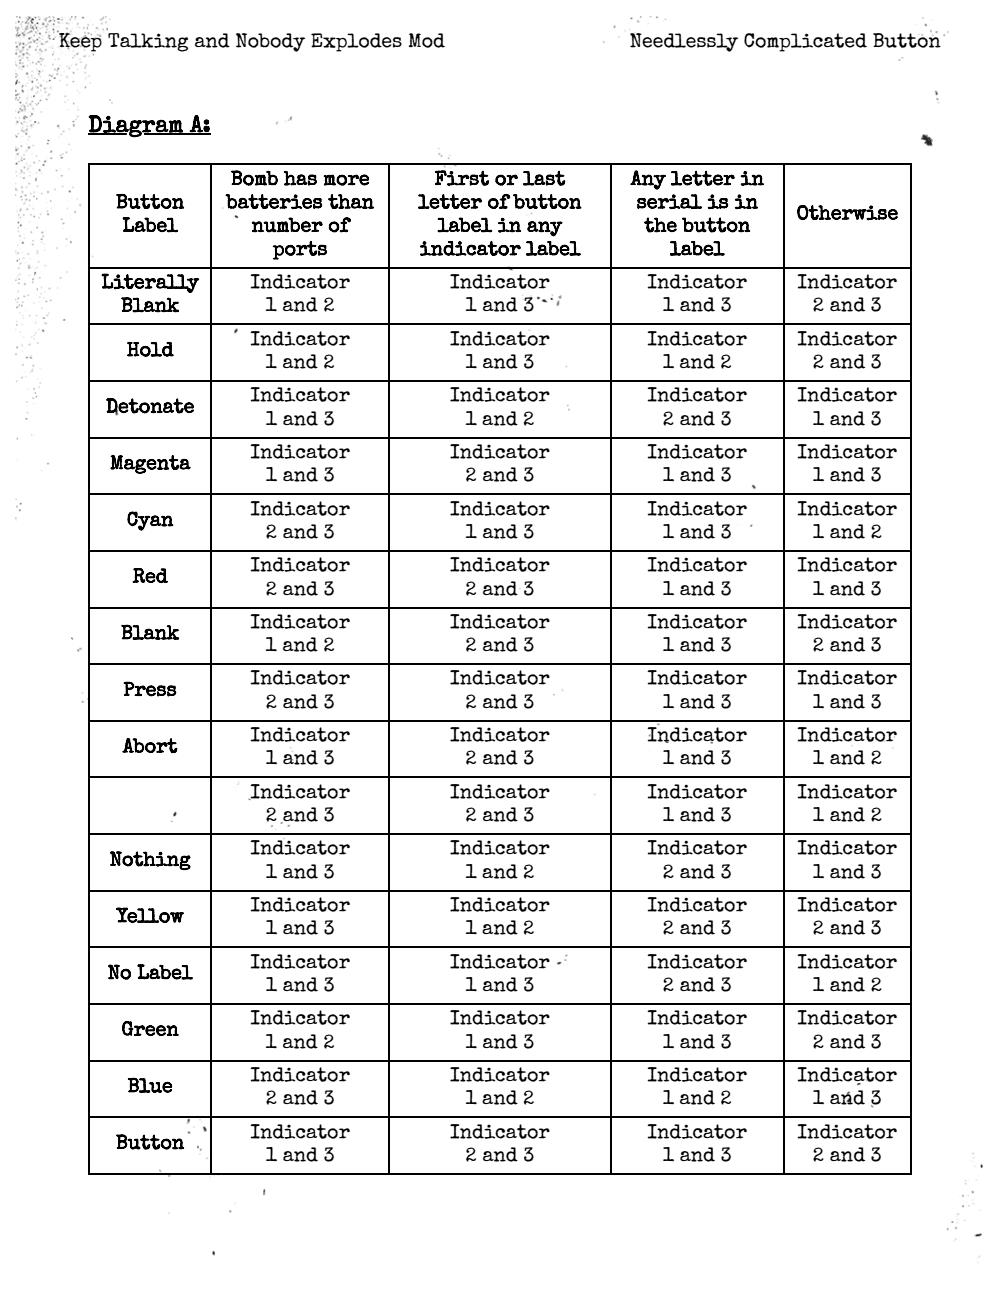 Keep Talking and Nobody Explodes Mod
Needlessly Complicated Button
Diagram A:
Button Label
Bomb has more batteries than number of ports
First or last letter of button label in any indicator label
Any letter in serial is in the button label
Otherwise
Literally Blank
Indicator 1 and 2
Indicator 1 and 3
Indicator 1 and 3
Indicator 2 and 3
Hold
Indicator 1 and 2
Indicator 1 and 3
Indicator 1 and 2
Indicator 2 and 3
Detonate
Indicator 1 and 3
Indicator 1 and 2
Indicator 2 and 3
Indicator 1 and 3
Magenta
Indicator 1 and 3
Indicator 2 and 3
Indicator 1 and 3
Indicator 1 and 3
Cyan
Indicator 2 and 3
Indicator 1 and 3
Indicator 1 and 3
Indicator 1 and 2
Red
Indicator 2 and 3
Indicator 2 and 3
Indicator 1 and 3
Indicator 1 and 3
Blank
Indicator 1 and 2
Indicator 2 and 3
Indicator 1 and 3
Indicator 2 and 3
Press
Indicator 2 and 3
Indicator 2 and 3
Indicator 1 and 3
Indicator 1 and 3
Abort
Indicator 1 and 3
Indicator 2 and 3
Indicator 1 and 3
Indicator 1 and 2
Indicator 2 and 3
Indicator 2 and 3
Indicator 1 and 3
Indicator 1 and 2
Nothing
Indicator 1 and 3
Indicator 1 and 2
Indicator 2 and 3
Indicator 1 and 3
Yellow
Indicator 1 and 3
Indicator 1 and 2
Indicator 2 and 3
Indicator 2 and 3
No Label
Indicator 1 and 3
Indicator 1 and 3
Indicator 2 and 3
Indicator 1 and 2
Green
Indicator 1 and 2
Indicator 1 and 3
Indicator 1 and 3
Indicator 2 and 3
Blue
Indicator 2 and 3
Indicator 1 and 2
Indicator 1 and 2
Indicator 1 and 3
Button
Indicator 1 and 3
Indicator 2 and 3
Indicator 1 and 3
Indicator 2 and 3